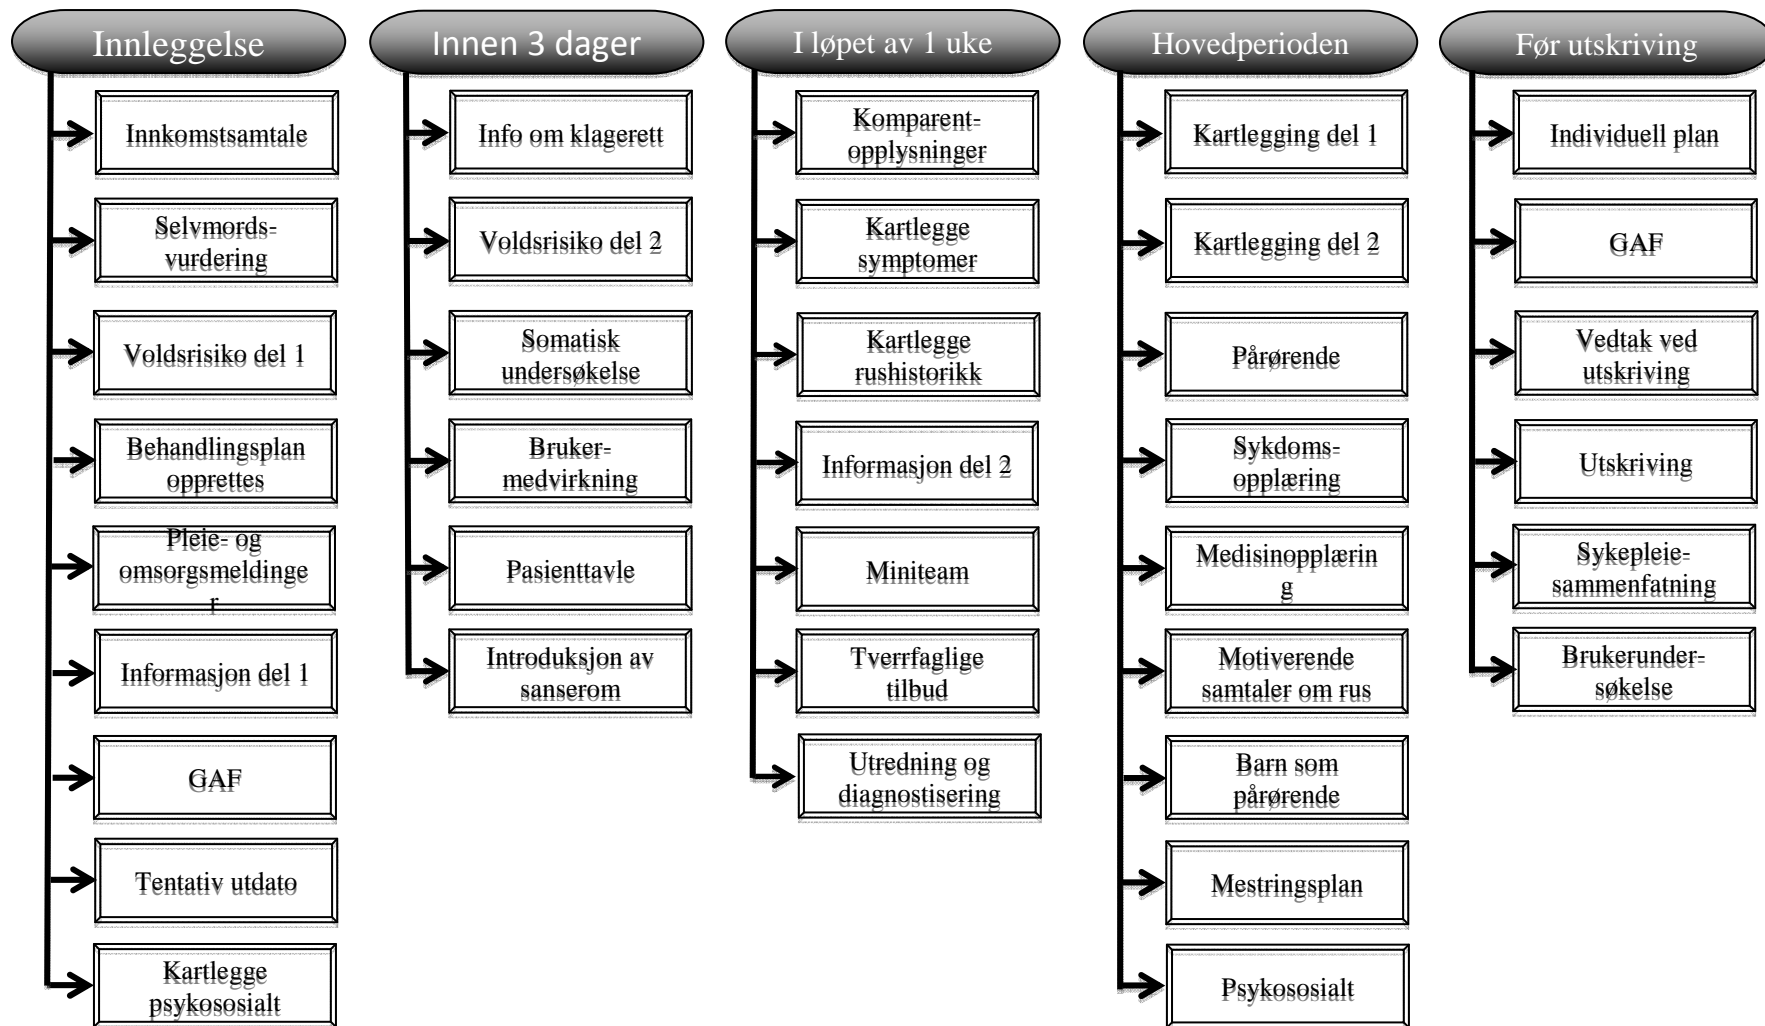 Innleggelse
Innkomstsamtale
Selvmords-
vurdering
Voldsrisiko del 1
Behandlingsplan
opprettes
Pleie- og
omsorgsmeldinge
r
Informasjon del 1
GAF
Tentativ utdato
Kartlegge
psykososialt
Innen 3 dager
Info om klagerett
Voldsrisiko del 2
Somatisk
undersøkelse
Bruker-
medvirkning
Pasienttavle
Introduksjon av
sanserom
I løpet av 1 uke
Komparent-
opplysninger
Kartlegge
symptomer
Kartlegge
rushistorikk
Informasjon del 2
Miniteam
Tverrfaglige
tilbud
Utredning og
diagnostisering
Hovedperioden
Kartlegging del 1
Kartlegging del 2
Pårørende
Sykdoms-
opplæring
Medisinopplærin
g
Motiverende
samtaler om rus
Barn som
pårørende
Mestringsplan
Psykososialt
Før utskriving
Individuell plan
GAF
Vedtak ved
utskriving
Utskriving
Sykepleie-
sammenfatning
Brukerunder-
søkelse